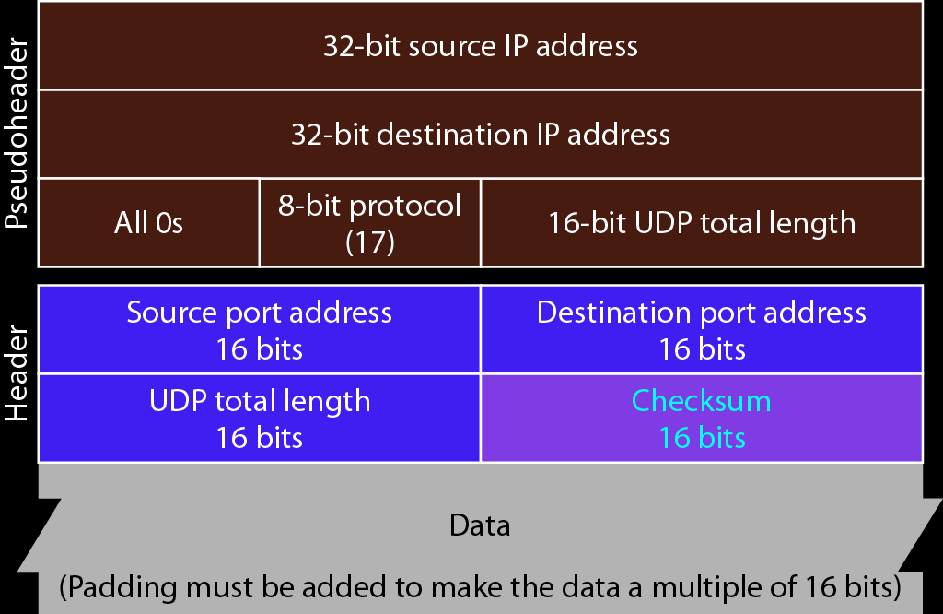 Pseudoheader
32-bit source IP address
32-bit destination IP address
All 0s
8-bit protocol
(17)
16-bit UDP total length
Header
Source port address
16 bits
Destination port address
16 bits
UDP total length
16 bits
Checksum
16 bits
Data
(Padding must be added to make the data a multiple of 16 bits)